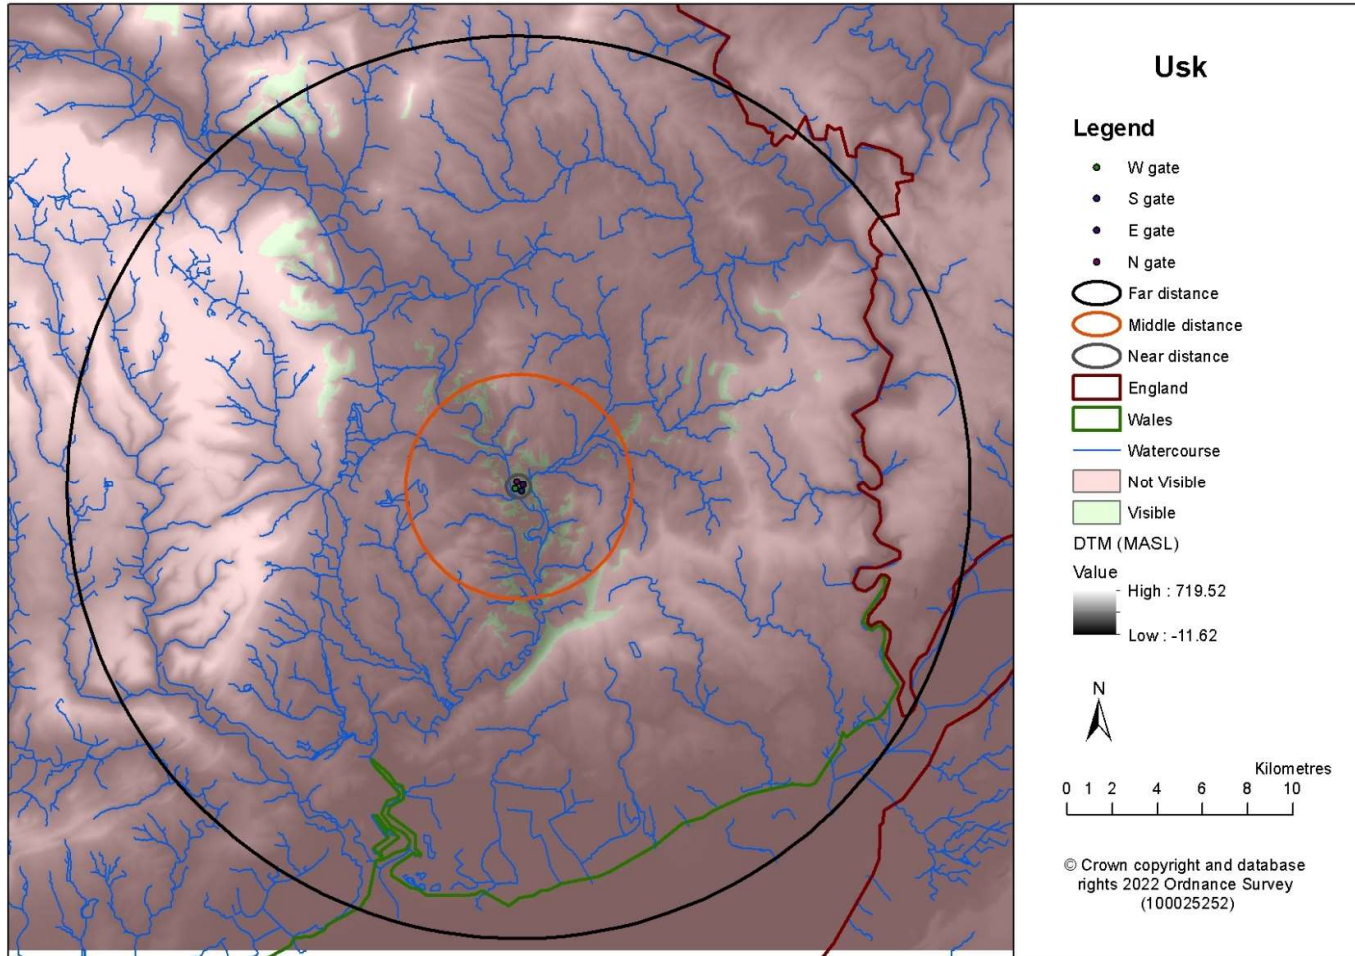 Usk
Legend
W gate
S gate
E gate
N gate
Far distance
Middle distance
Near distance
England
Wales
Watercourse
Not Visible
Visible
DTM (MASL)
Value
High : 719.52
Low : -11.62
N
Kilometres
0 1 2 4 6 8 10
© Crown copyright and database
rights 2022 Ordnance Survey
(100025252)